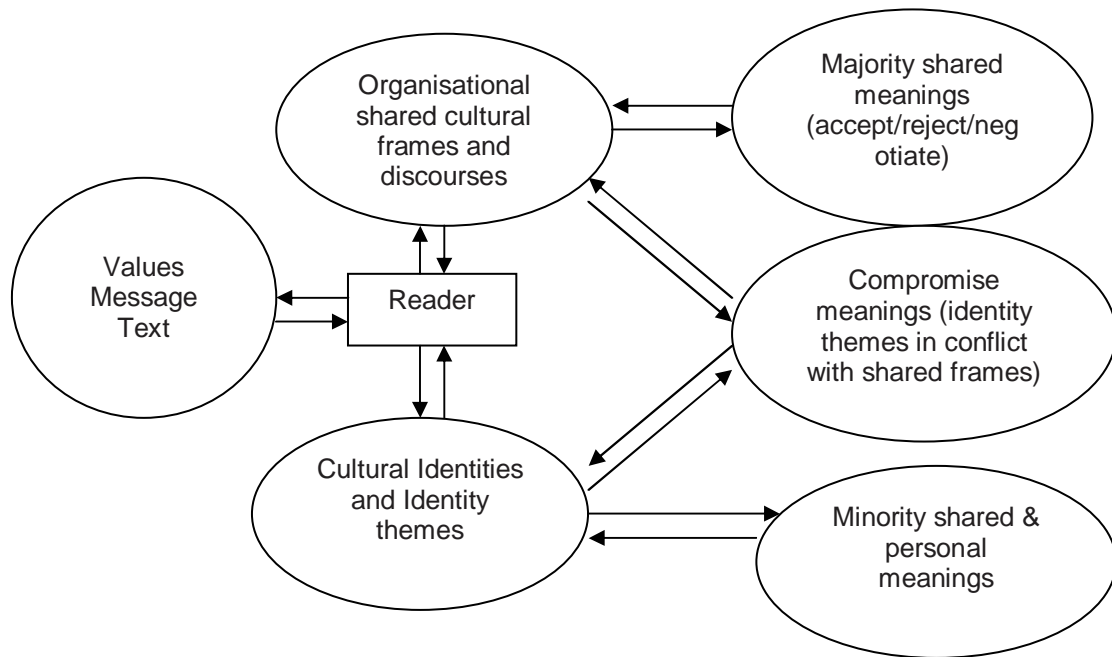 Organisational
shared cultural
frames and
discourses
Majority shared
meanings
(accept/reject/neg
otiate)
Values
Message
Text
Reader
Compromise
meanings (identity
themes in conflict
with shared frames)
Cultural Identities
and Identity
themes
Minority shared &
personal
meanings